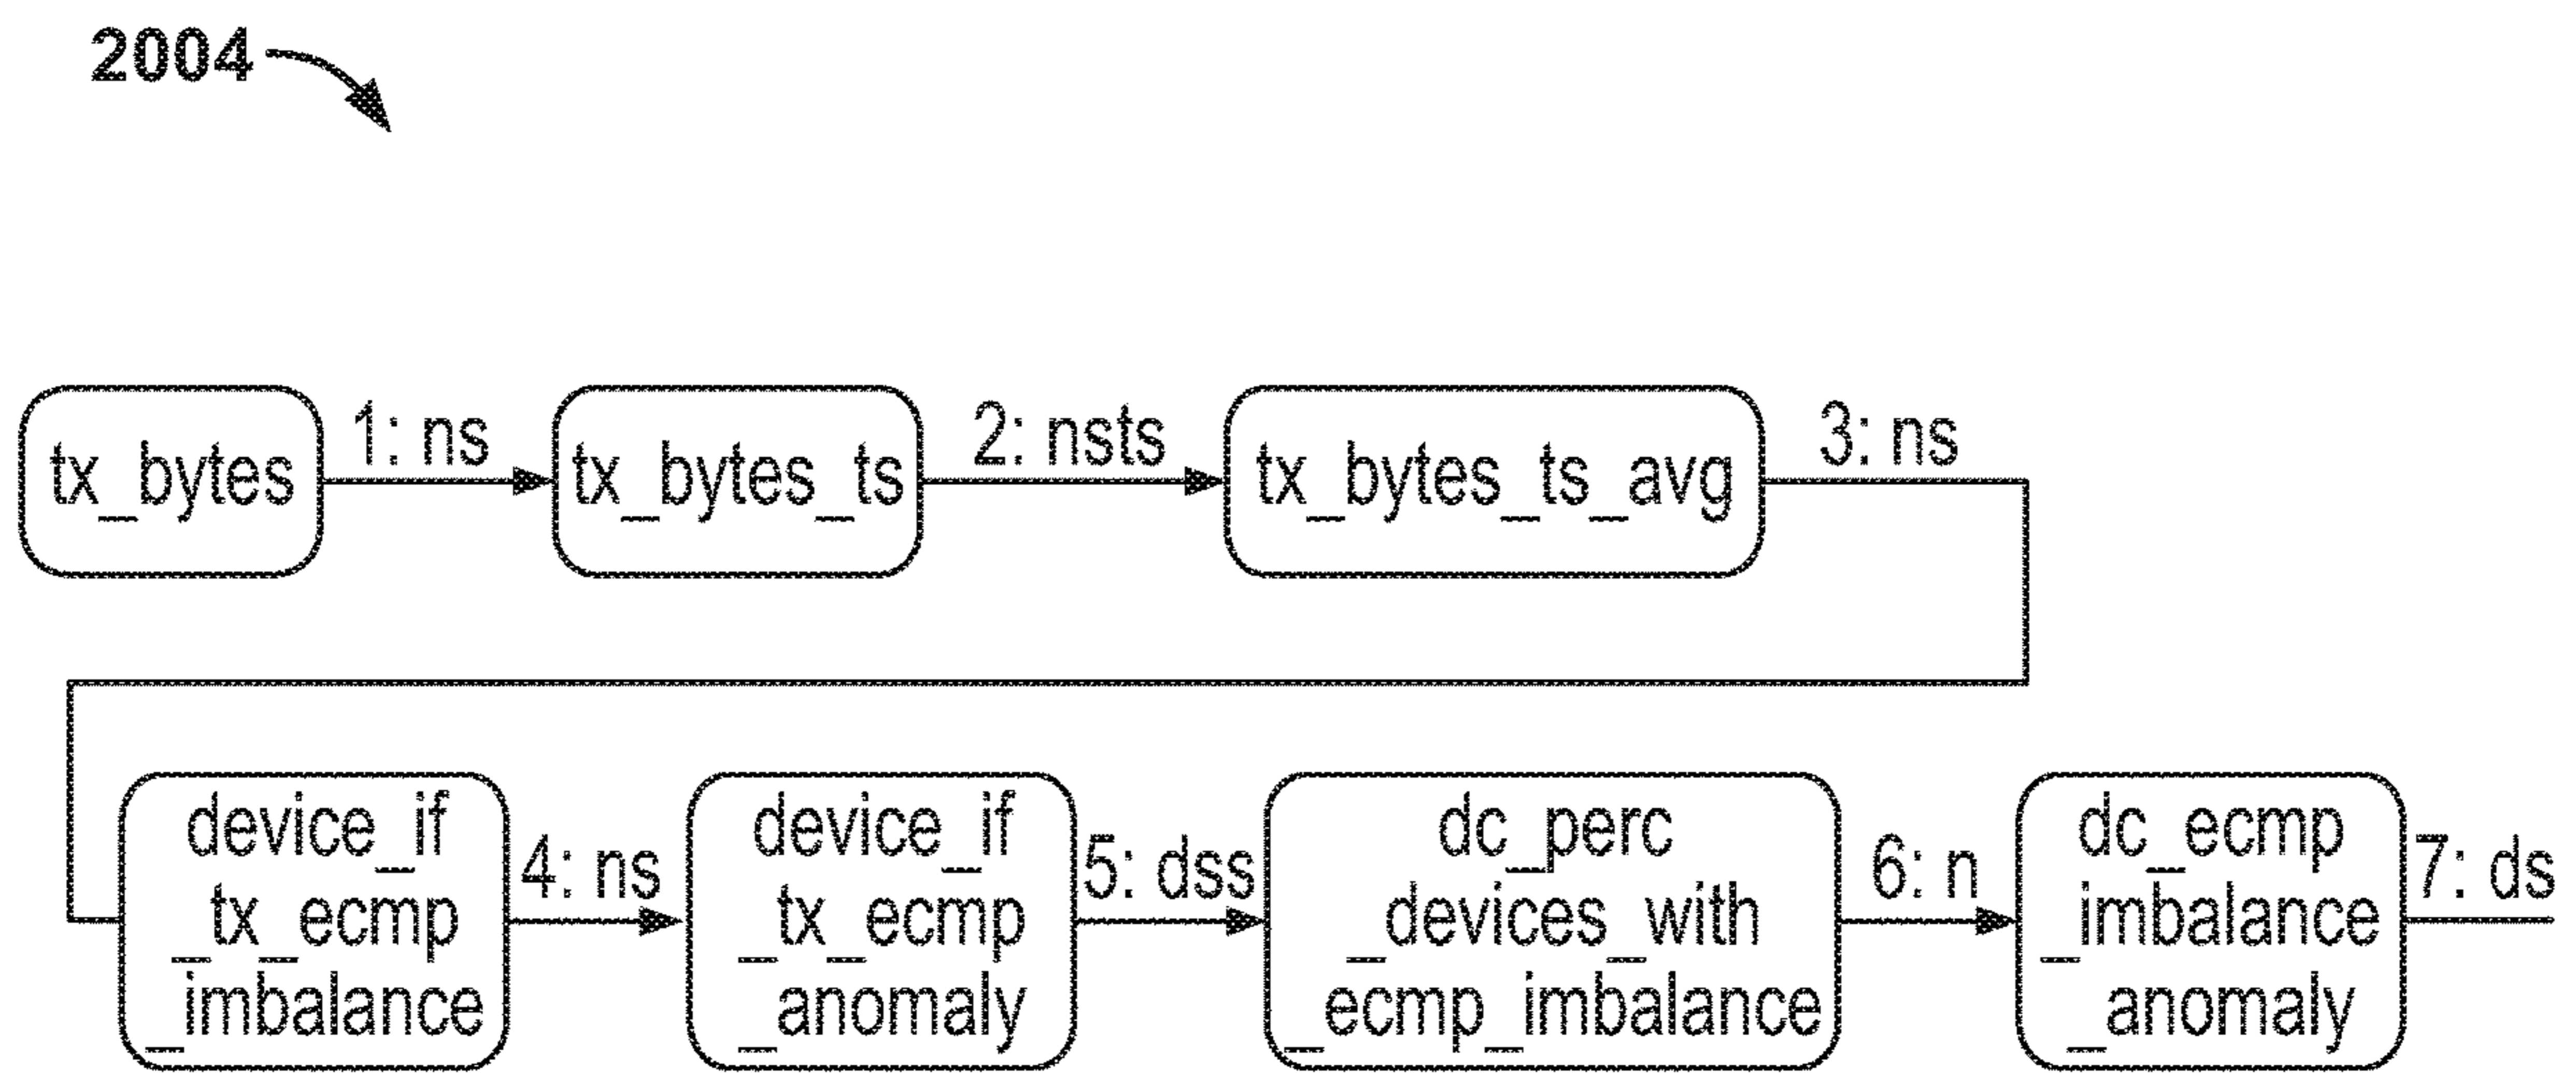 2004
tx_bytes
1: ns
tx_bytes_ts
2: nsts
tx_bytes_ts_avg
3: ns
device_if
_tx_ecmp
_imbalance
4: ns
device_if
_tx_ecmp
_anomaly
5: dss
dc_perc
_devices_with
_ecmp_imbalance
6: n
dc_ecmp
_imbalance
_anomaly
7: ds